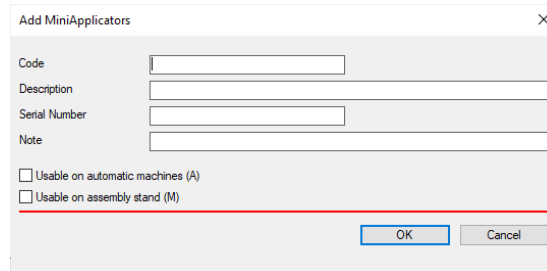 Add MiniApplicators
Code
Description
Serial Number
Note
Usable on automatic machines (A)
Usable on assembly stand (M)
OK Cancel